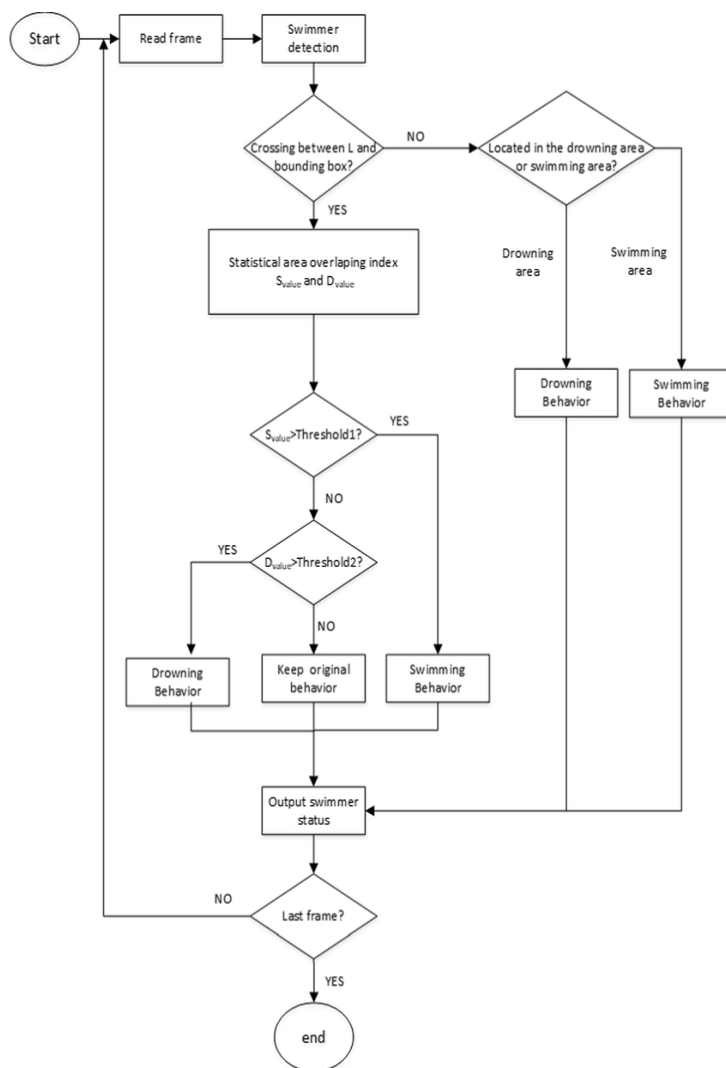 Start
Read frame
Swimmer
detection
Crossing between L and
bounding box?
NO
Located in the drowning area
or swimming area?
YES
Statistical area overlaping index
Svalue and Dvalue
Drowning
area
Swimming
area
Drowning
Behavior
Swimming
Behavior
Svalue>Threshold1?
YES
NO
YES
Dvalue>Threshold2?
NO
Drowning
Behavior
Keep original
behavior
Swimming
Behavior
Output swimmer
status
NO
Last frame?
YES
end